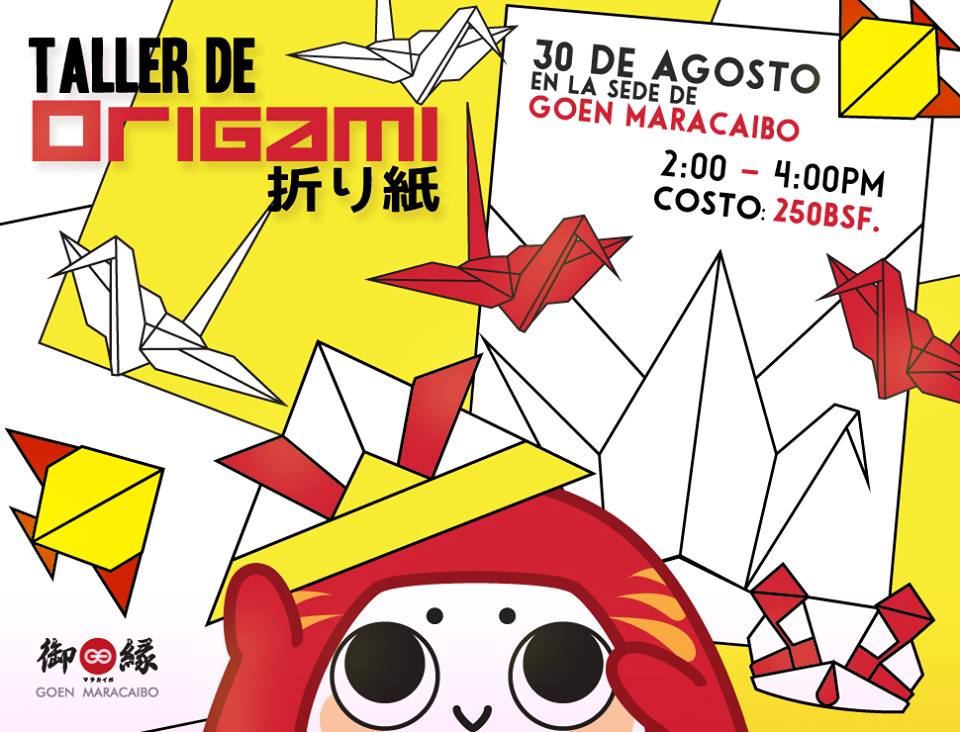 TALLER DE
Origami
折り紙
30 DE AGOSTO
EN LA SEDE DE
GOEN MARACAIBO
2:00 – 4:00PM
COSTO: 250BSF.
御 縁
マラカイボ
GOEN MARACAIBO